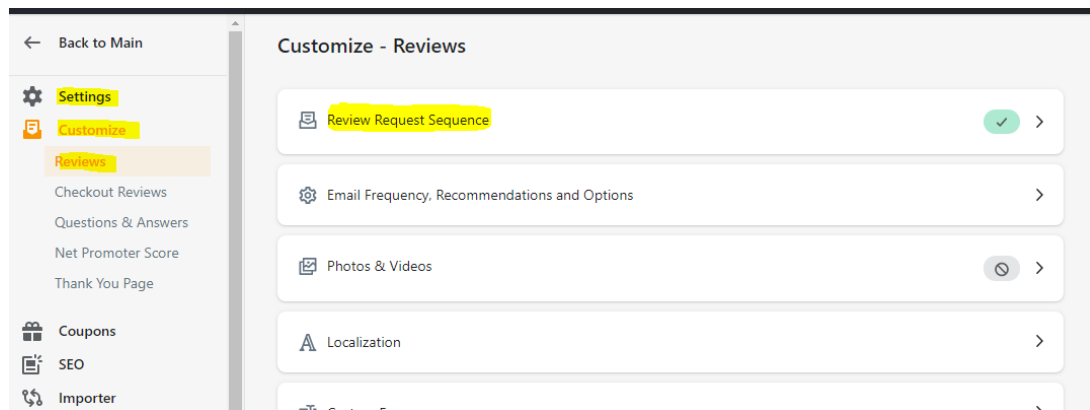 Back to Main
Settings
Customize
Reviews
Checkout Reviews
Questions & Answers
Net Promoter Score
Thank You Page
Coupons
SEO
Importer
Customize - Reviews
Review Request Sequence
Email Frequency, Recommendations and Options
Photos & Videos
Localization